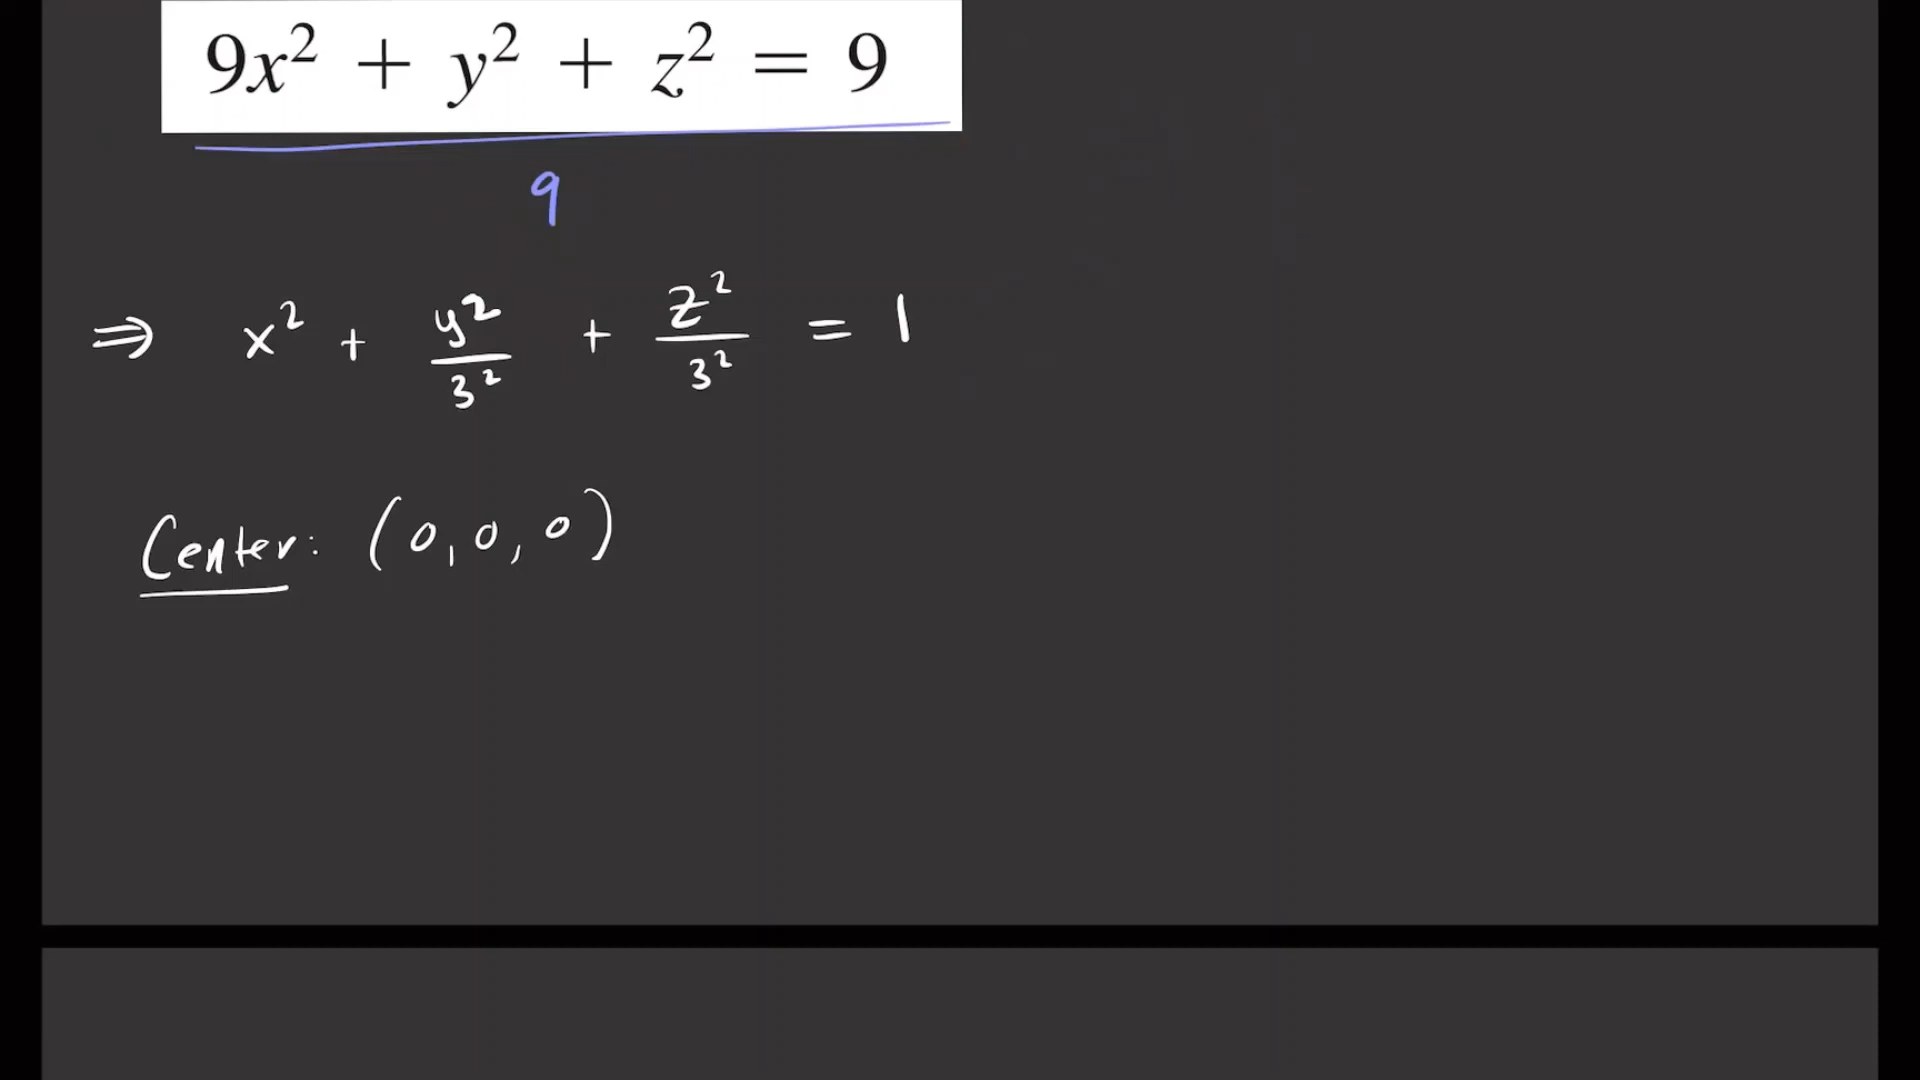 9x² + y² + z² = 9
9
⇒ x² + y²/3² + z²/3² = 1
Center: (0, 0, 0)